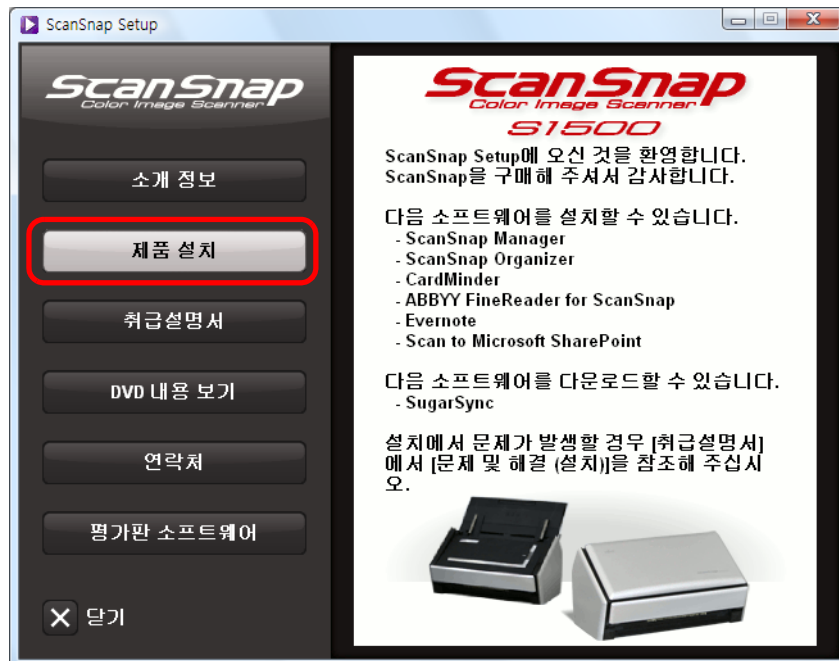 ScanSnap Setup
ScanSnap
Color Image Scanner
소개 정보
제품 설치
취급설명서
DVD 내용 보기
연락처
평가판 소프트웨어
닫기
ScanSnap
Color Image Scanner
S1500
ScanSnap Setup에 오신 것을 환영합니다.
ScanSnap을 구매해 주셔서 감사합니다.
다음 소프트웨어를 설치할 수 있습니다.
- ScanSnap Manager
- ScanSnap Organizer
- CardMinder
- ABBYY FineReader for ScanSnap
- Evernote
- Scan to Microsoft SharePoint
다음 소프트웨어를 다운로드할 수 있습니다.
- SugarSync
설치에서 문제가 발생할 경우 [취급설명서]
에서 [문제 및 해결 (설치)]을 참조해 주십시
오.